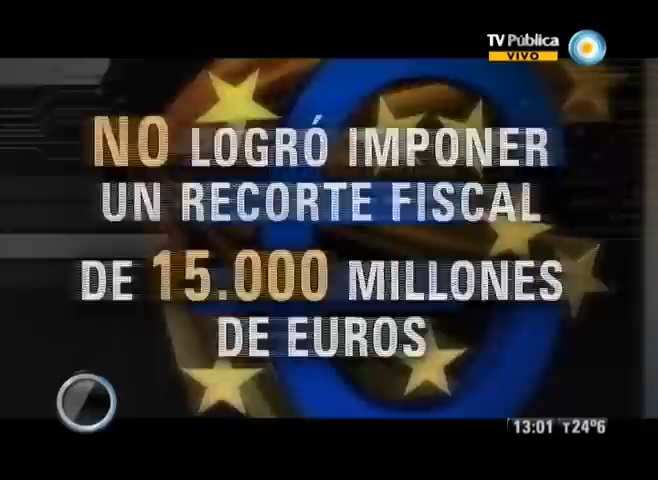 TV Pública
VIVO
NO LOGRÓ IMPONER
UN RECORTE FISCAL
DE 15.000 MILLONES
DE EUROS
13:01 T24º6